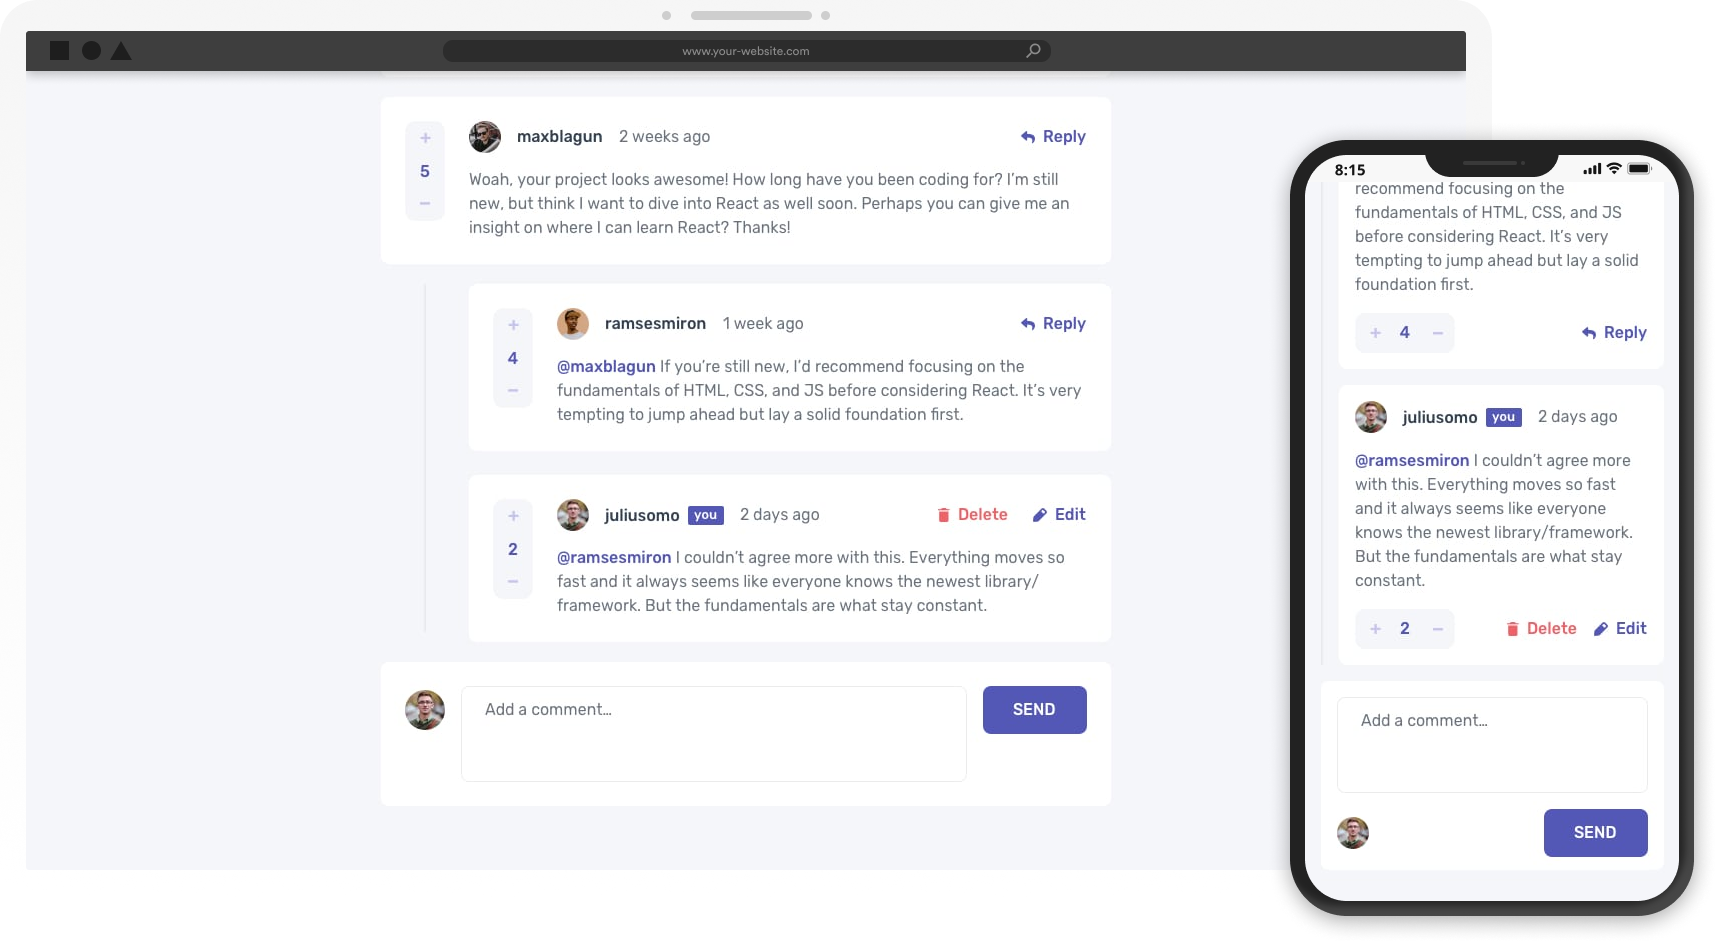 www.your-website.com
+
5
−
maxblagun 2 weeks ago
Reply
Woah, your project looks awesome! How long have you been coding for? I’m still
new, but think I want to dive into React as well soon. Perhaps you can give me an
insight on where I can learn React? Thanks!
+
4
−
ramsesmiron 1 week ago
Reply
@maxblagun If you’re still new, I’d recommend focusing on the
fundamentals of HTML, CSS, and JS before considering React. It’s very
tempting to jump ahead but lay a solid foundation first.
+
2
−
juliusomo you 2 days ago
Delete Edit
@ramsesmiron I couldn’t agree more with this. Everything moves so
fast and it always seems like everyone knows the newest library/
framework. But the fundamentals are what stay constant.
Add a comment…
SEND
8:15
recommend focusing on the
fundamentals of HTML, CSS, and JS
before considering React. It’s very
tempting to jump ahead but lay a solid
foundation first.
+ 4 −
Reply
juliusomo you 2 days ago
@ramsesmiron I couldn’t agree more
with this. Everything moves so fast
and it always seems like everyone
knows the newest library/framework.
But the fundamentals are what stay
constant.
+ 2 −
Delete Edit
Add a comment…
SEND